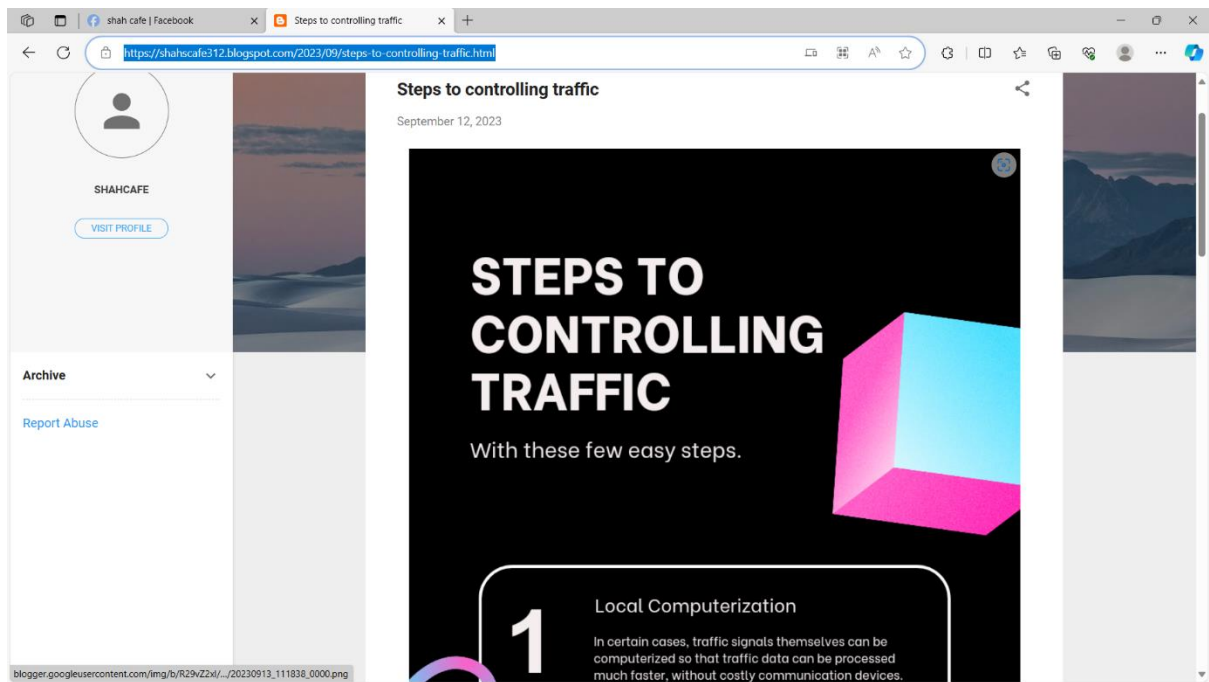 shah cafe | Facebook
Steps to controlling traffic
https://shahscafe312.blogspot.com/2023/09/steps-to-controlling-traffic.html
Steps to controlling traffic
September 12, 2023
SHAHCAFE
VISIT PROFILE
Archive
Report Abuse
STEPS TO
CONTROLLING
TRAFFIC
With these few easy steps.
1
Local Computerization
In certain cases, traffic signals themselves can be
computerized so that traffic data can be processed
much faster, without costly communication devices.
blogger.googleusercontent.com/img/b/R29vZ2xl/.../20230913_111838_0000.png